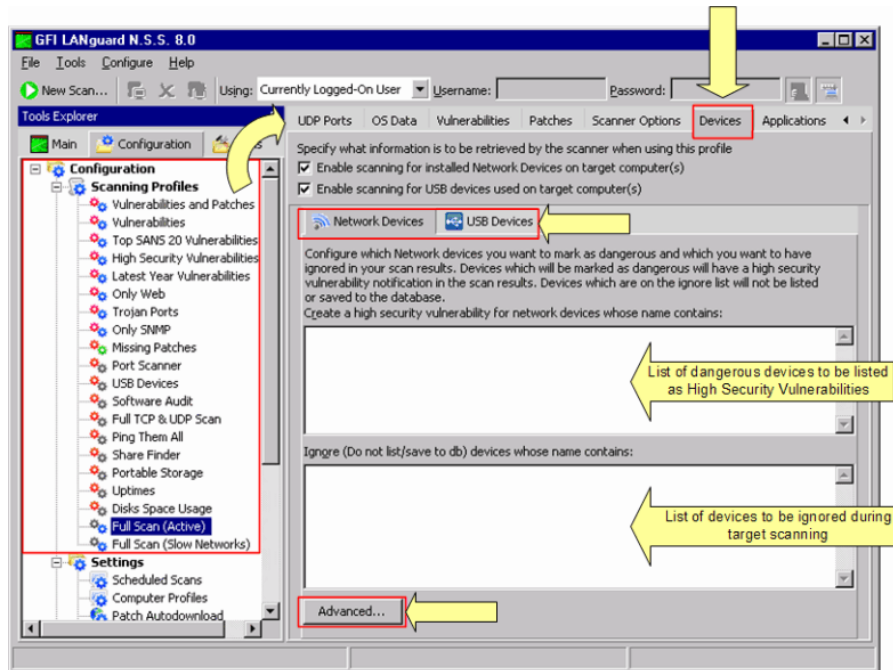 GFI LANguard N.S.S. 8.0
File Tools Configure Help
New Scan... Using: Currently Logged-On User Username: Password:
Tools Explorer
Main Configuration
UDP Ports OS Data Vulnerabilities Patches Scanner Options Devices Applications
Configuration
Scanning Profiles
Vulnerabilities and Patches
Vulnerabilities
Top SANS 20 Vulnerabilities
High Security Vulnerabilities
Latest Year Vulnerabilities
Only Web
Trojan Ports
Only SNMP
Missing Patches
Port Scanner
USB Devices
Software Audit
Full TCP & UDP Scan
Ping Them All
Share Finder
Portable Storage
Uptimes
Disks Space Usage
Full Scan (Active)
Full Scan (Slow Networks)
Settings
Scheduled Scans
Computer Profiles
Patch Autodownload
Specify what information is to be retrieved by the scanner when using this profile
Enable scanning for installed Network Devices on target computer(s)
Enable scanning for USB devices used on target computer(s)
Network Devices USB Devices
Configure which Network devices you want to mark as dangerous and which you want to have
ignored in your scan results. Devices which will be marked as dangerous will have a high security
vulnerability notification in the scan results. Devices which are on the ignore list will not be listed
or saved to the database.
Create a high security vulnerability for network devices whose name contains:
List of dangerous devices to be listed
as High Security Vulnerabilities
Ignore (Do not list/save to db) devices whose name contains:
List of devices to be ignored during
target scanning
Advanced...